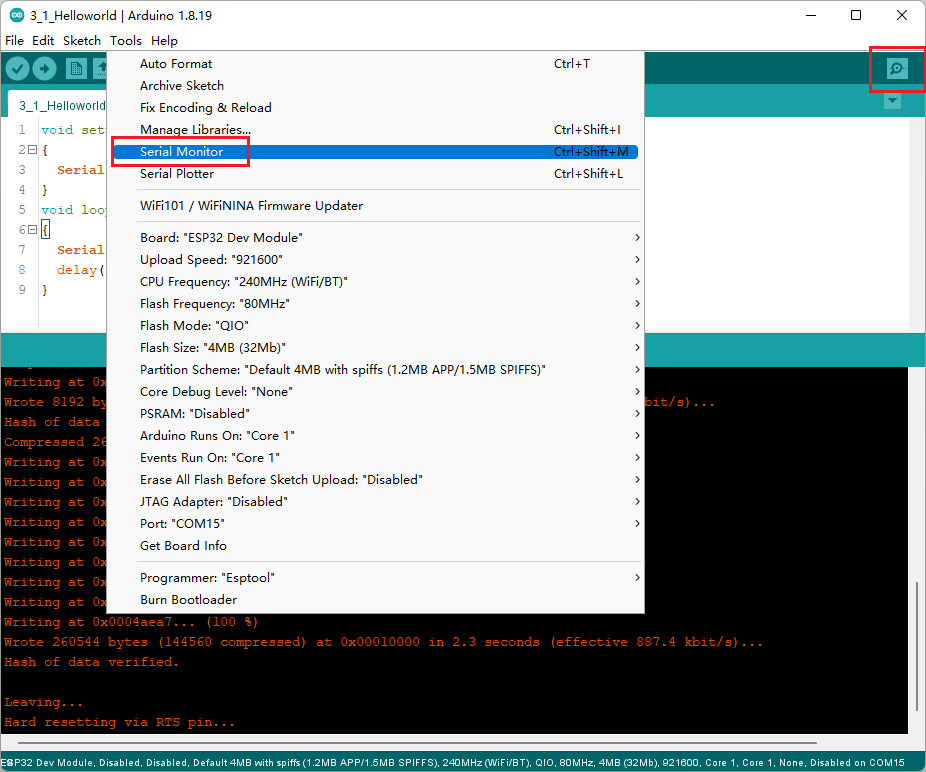 3_1_Helloworld | Arduino 1.8.19
File Edit Sketch Tools Help
3_1_Helloworld
Auto Format Ctrl+T
Archive Sketch
Fix Encoding & Reload
Manage Libraries... Ctrl+Shift+I
Serial Monitor Ctrl+Shift+M
Serial Plotter Ctrl+Shift+L
WiFi101 / WiFiNINA Firmware Updater
Board: "ESP32 Dev Module"
Upload Speed: "921600"
CPU Frequency: "240MHz (WiFi/BT)"
Flash Frequency: "80MHz"
Flash Mode: "QIO"
Flash Size: "4MB (32Mb)"
Partition Scheme: "Default 4MB with spiffs (1.2MB APP/1.5MB SPIFFS)"
Core Debug Level: "None"
PSRAM: "Disabled"
Arduino Runs On: "Core 1"
Events Run On: "Core 1"
Erase All Flash Before Sketch Upload: "Disabled"
JTAG Adapter: "Disabled"
Port: "COM15"
Get Board Info
Programmer: "Esptool"
Burn Bootloader
1 void set
2 {
3 Serial
4 }
5 void loo
6 {
7 Serial
8 delay(
9 }
Writing at 0x
Wrote 8192 by bit/s)...
Hash of data
Compressed 26
Writing at 0x
Writing at 0x
Writing at 0x
Writing at 0x
Writing at 0x
Writing at 0x
Writing at 0x
Writing at 0x
Writing at 0x0004aea7... (100 %)
Wrote 260544 bytes (144560 compressed) at 0x00010000 in 2.3 seconds (effective 887.4 kbit/s)...
Hash of data verified.
Leaving...
Hard resetting via RTS pin...
ESP32 Dev Module, Disabled, Disabled, Default 4MB with spiffs (1.2MB APP/1.5MB SPIFFS), 240MHz (WiFi/BT), QIO, 80MHz, 4MB (32Mb), 921600, Core 1, Core 1, None, Disabled on COM15